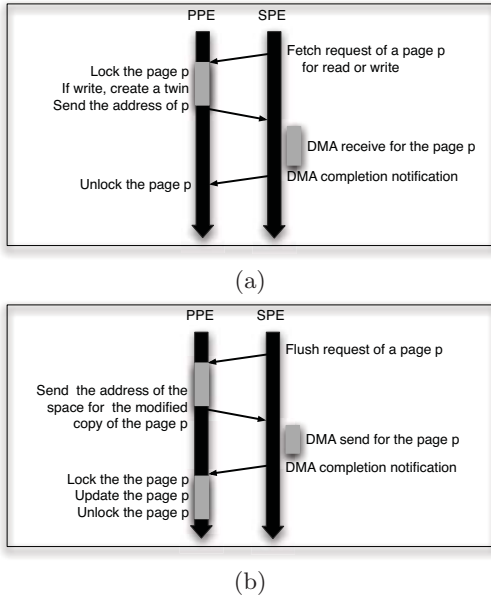 PPE SPE
Fetch request of a page p
for read or write
Lock the page p
If write, create a twin
Send the address of p
DMA receive for the page p
DMA completion notification
Unlock the page p
(a)
PPE SPE
Flush request of a page p
Send the address of the
space for the modified
copy of the page p
DMA send for the page p
DMA completion notification
Lock the the page p
Update the page p
Unlock the page p
(b)